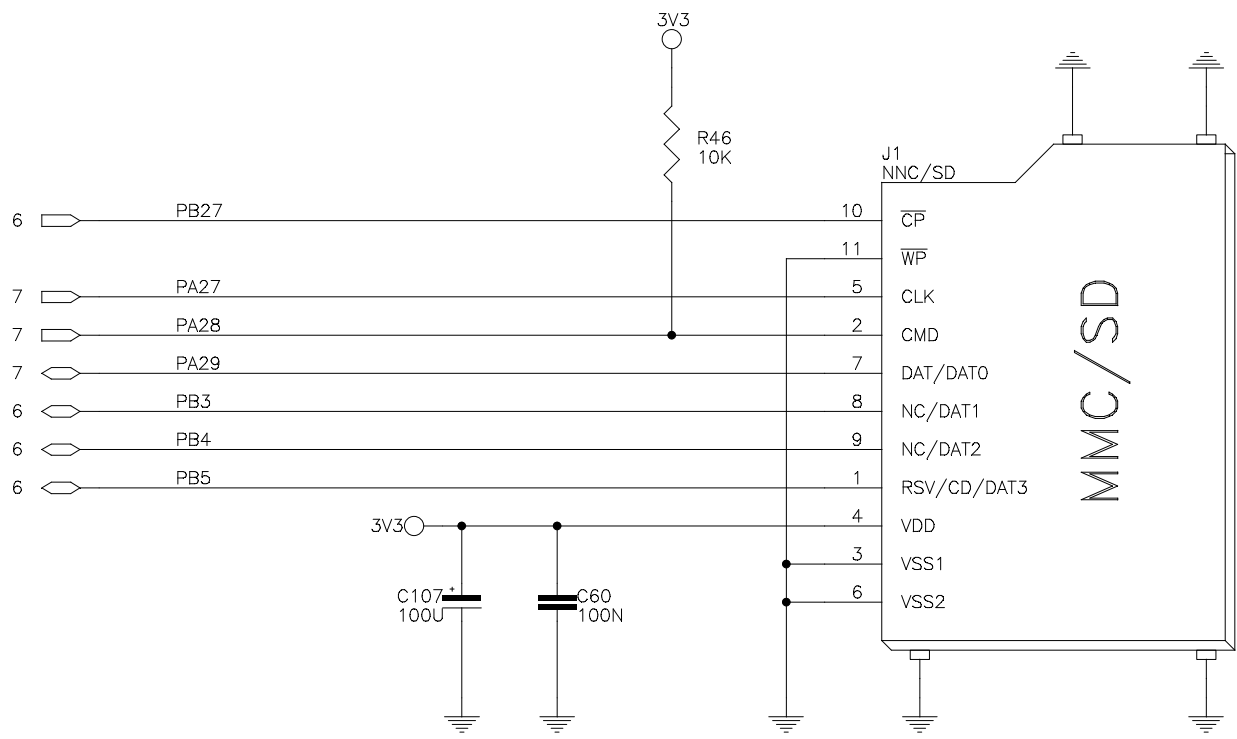 3V3
R46
10K
J1
NNC/SD
6 PB27 10 CP
11 WP
7 PA27 5 CLK
7 PA28 2 CMD
7 PA29 7 DAT/DAT0
6 PB3 8 NC/DAT1
6 PB4 9 NC/DAT2
6 PB5 1 RSV/CD/DAT3
3V3 4 VDD
3 VSS1
6 VSS2
C107 +
100U
C60
100N
MMC/SD